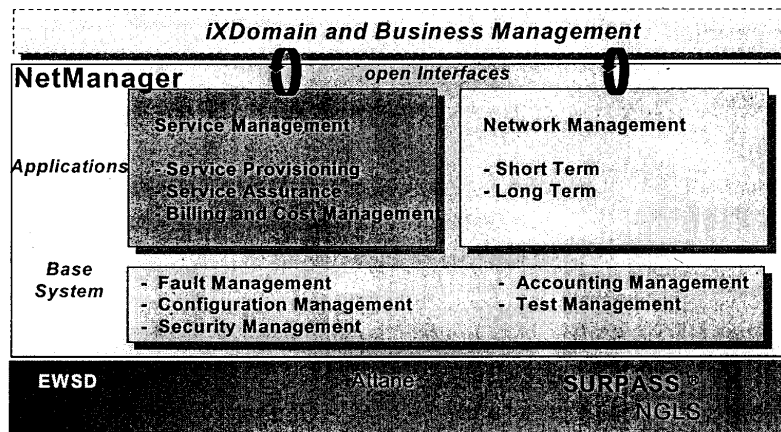 iXDomain and Business Management
NetManager
open Interfaces
Applications
Service Management
- Service Provisioning
- Service Assurance
- Billing and Cost Management
Network Management
- Short Term
- Long Term
Base
System
- Fault Management
- Configuration Management
- Security Management
- Accounting Management
- Test Management
EWSD
Attane
SURPASS ®
NGLS